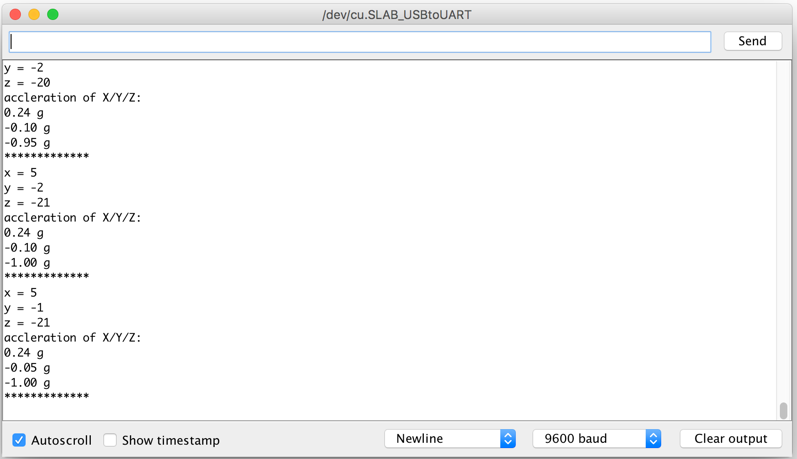 /dev/cu.SLAB_USBtoUART
Send
y = -2
z = -20
accleration of X/Y/Z:
0.24 g
-0.10 g
-0.95 g
*************
x = 5
y = -2
z = -21
accleration of X/Y/Z:
0.24 g
-0.10 g
-1.00 g
*************
x = 5
y = -1
z = -21
accleration of X/Y/Z:
0.24 g
-0.05 g
-1.00 g
*************
Autoscroll Show timestamp Newline 9600 baud Clear output